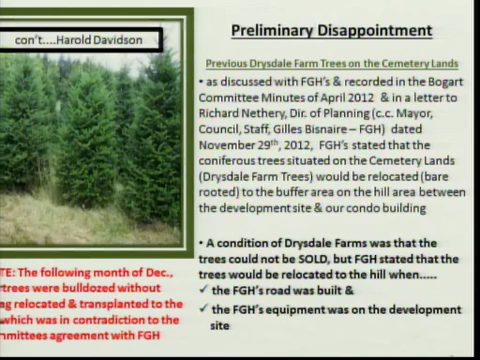 con't....Harold Davidson
Preliminary Disappointment
Previous Drysdale Farm Trees on the Cemetery Lands
• as discussed with FGH's & recorded in the Bogart
Committee Minutes of April 2012 & in a letter to
Richard Nethery, Dir. of Planning (c.c. Mayor,
Council, Staff, Gilles Bisnaire – FGH) dated
November 29th, 2012, FGH's stated that the
coniferous trees situated on the Cemetery Lands
(Drysdale Farm Trees) would be relocated (bare
rooted) to the buffer area on the hill area between
the development site & our condo building
• A condition of Drysdale Farms was that the
trees could not be SOLD, but FGH stated that the
trees would be relocated to the hill when.....
✓ the FGH's road was built &
✓ the FGH's equipment was on the development
site
TE: The following month of Dec.,
trees were bulldozed without
ng relocated & transplanted to the
which was in contradiction to the
mmittees agreement with FGH